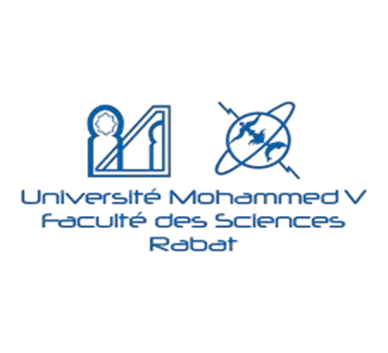 Université Mohammed V
Faculté des Sciences
Rabat